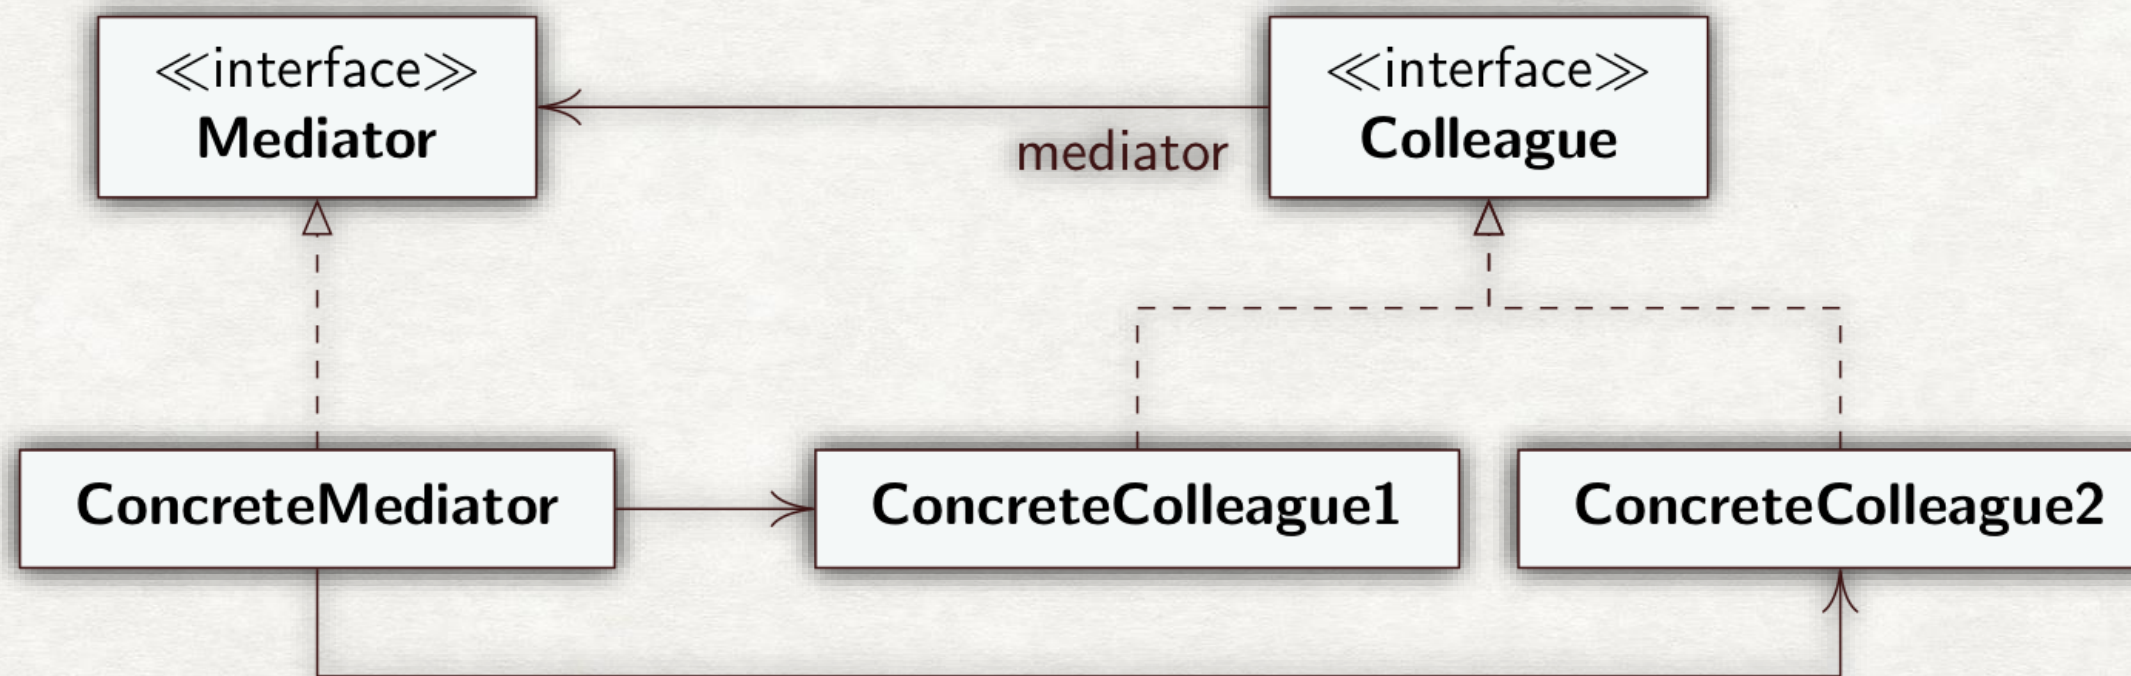 ≪interface≫
Mediator
≪interface≫
Colleague
mediator
ConcreteMediator
ConcreteColleague1
ConcreteColleague2